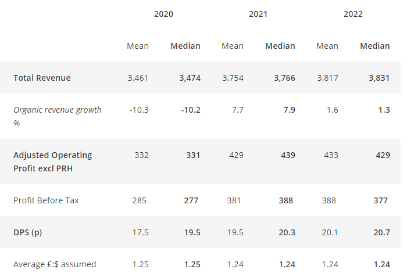 2020 2021 2022
Mean Median Mean Median Mean Median
Total Revenue 3,461 3,474 3,754 3,766 3,817 3,831
Organic revenue growth -10.3 -10.2 7.7 7.9 1.6 1.3
%
Adjusted Operating 332 331 429 439 433 429
Profit excl PRH
Profit Before Tax 285 277 381 388 388 377
DPS (p) 17.5 19.5 19.5 20.3 20.1 20.7
Average £:$ assumed 1.25 1.25 1.24 1.24 1.24 1.24